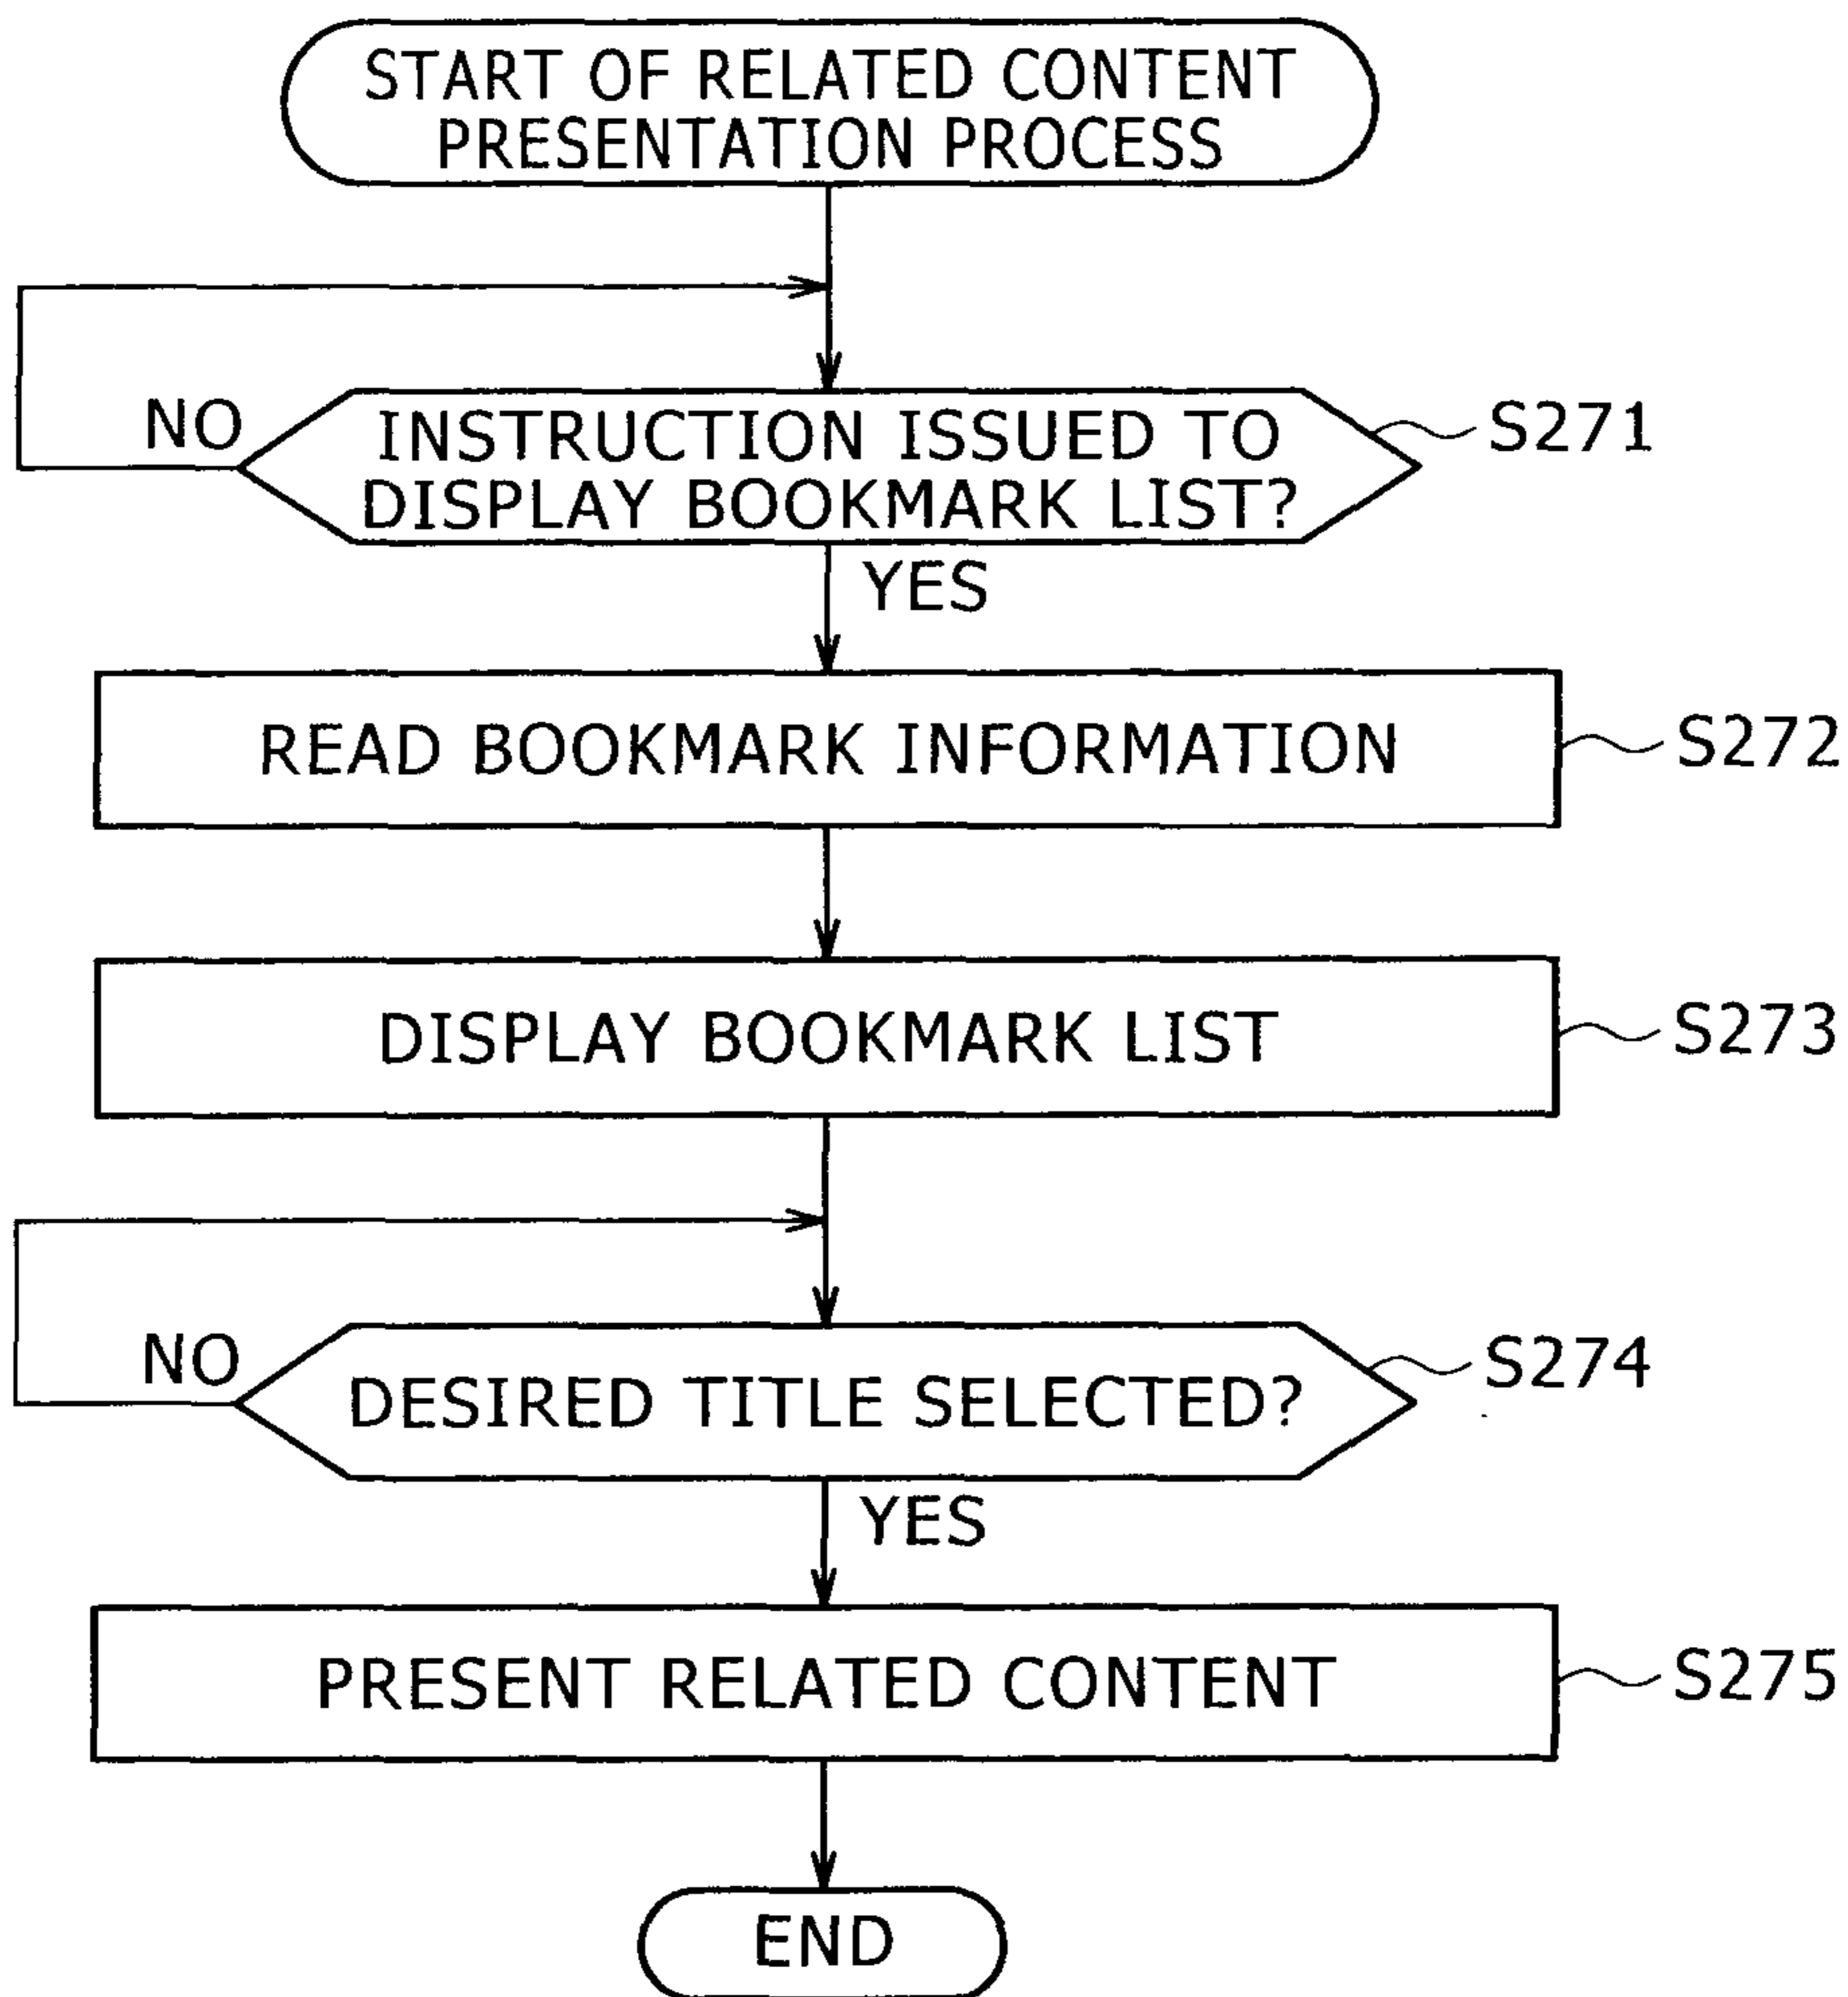 START OF RELATED CONTENT
PRESENTATION PROCESS
NO
INSTRUCTION ISSUED TO
DISPLAY BOOKMARK LIST?
S271
YES
READ BOOKMARK INFORMATION
S272
DISPLAY BOOKMARK LIST
S273
NO
DESIRED TITLE SELECTED?
S274
YES
PRESENT RELATED CONTENT
S275
END